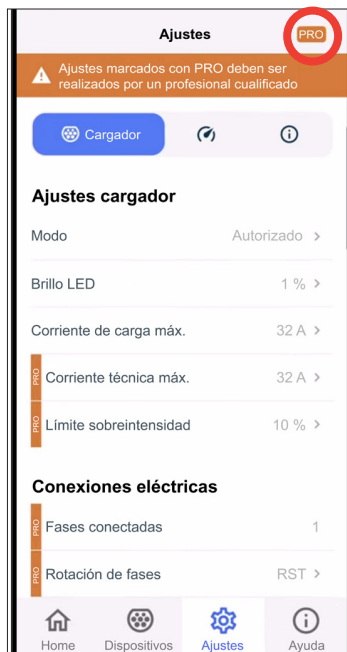 Ajustes
PRO
Ajustes marcados con PRO deben ser
realizados por un profesional cualificado
Cargador
Ajustes cargador
Modo Autorizado >
Brillo LED 1 % >
Corriente de carga máx. 32 A >
PRO Corriente técnica máx. 32 A >
PRO Límite sobreintensidad 10 % >
Conexiones eléctricas
PRO Fases conectadas 1
PRO Rotación de fases RST >
Home Dispositivos Ajustes Ayuda